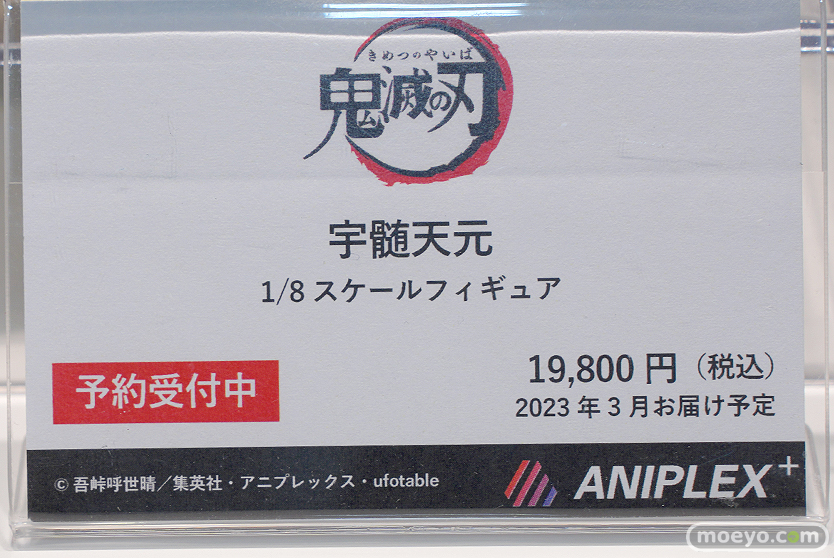 きめつのやいば
鬼滅の刃
宇髄天元
1/8 スケールフィギュア
予約受付中
19,800 円（税込）
2023 年 3 月お届け予定
© 吾峠呼世晴／集英社・アニプレックス・ufotable
ANIPLEX+
moeyo.com